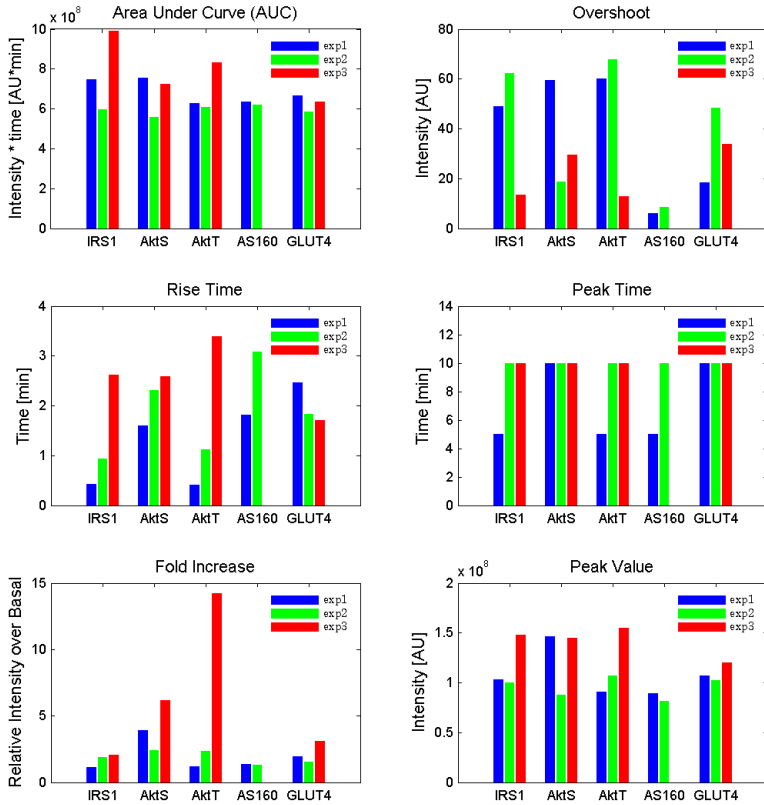 Area Under Curve (AUC)
x 10^8
Intensity * time [AU*min]
10
8
6
4
2
0
exp1
exp2
exp3
IRS1 AktS AktT AS160 GLUT4
Overshoot
Intensity [AU]
80
60
40
20
0
exp1
exp2
exp3
IRS1 AktS AktT AS160 GLUT4
Rise Time
Time [min]
4
3
2
1
0
exp1
exp2
exp3
IRS1 AktS AktT AS160 GLUT4
Peak Time
Time [min]
14
12
10
8
6
4
2
0
exp1
exp2
exp3
IRS1 AktS AktT AS160 GLUT4
Fold Increase
Relative Intensity over Basal
15
10
5
0
exp1
exp2
exp3
IRS1 AktS AktT AS160 GLUT4
Peak Value
x 10^8
Intensity [AU]
2
1.5
1
0.5
0
exp1
exp2
exp3
IRS1 AktS AktT AS160 GLUT4